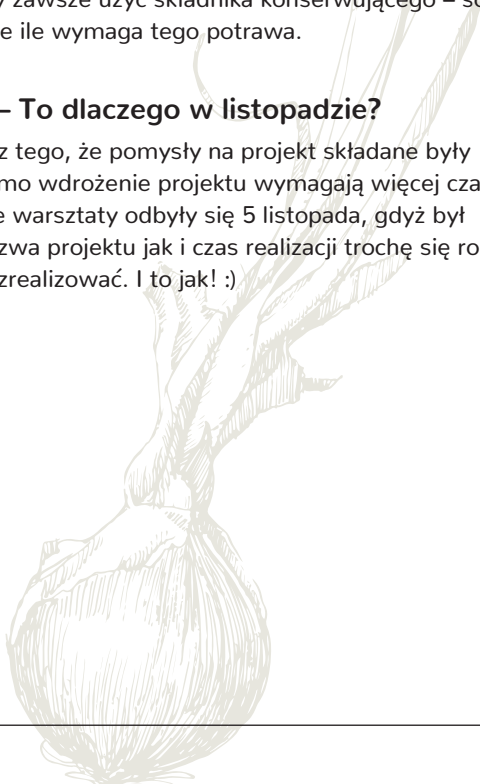 zawsze użyć składnika konserwującego –
e ile wymaga tego potrawa.
– To dlaczego w listopadzie?
z tego, że pomysły na projekt składane były
mo wdrożenie projektu wymagają więcej cza
e warsztaty odbyły się 5 listopada, gdyż był
zwa projektu jak i czas realizacji trochę się ro
zrealizować. I to jak! :)